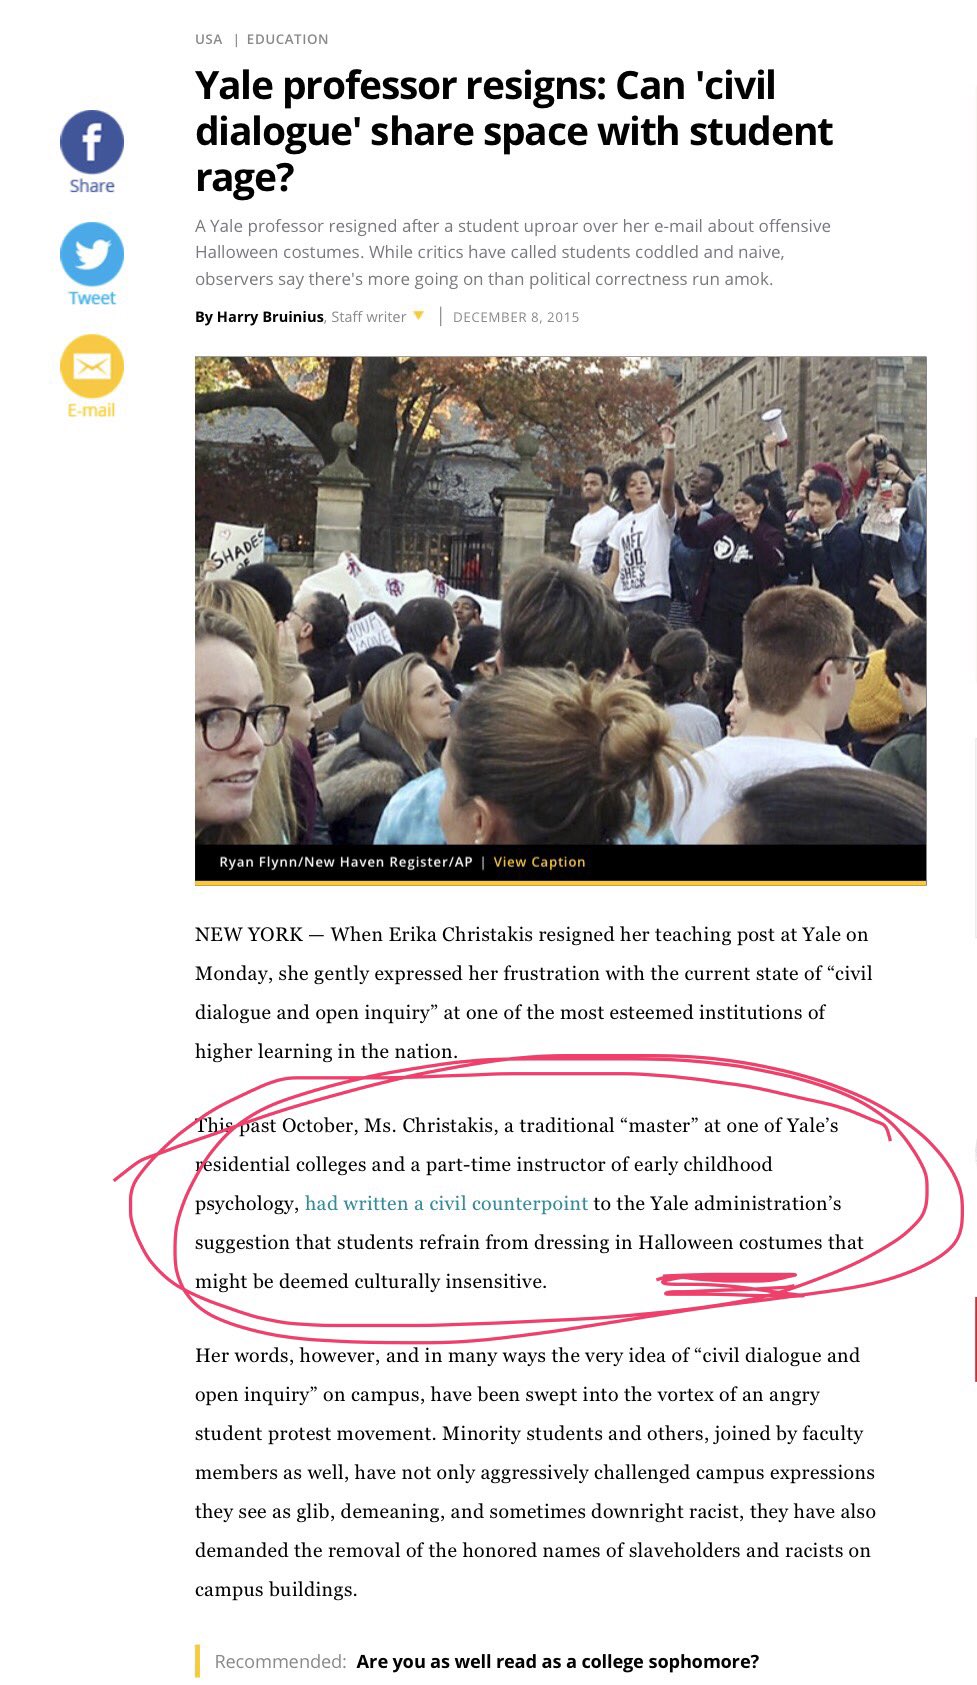 USA | EDUCATION
Yale professor resigns: Can 'civil
dialogue' share space with student
rage?
Share
Tweet
E-mail
A Yale professor resigned after a student uproar over her e-mail about offensive
Halloween costumes. While critics have called students coddled and naive,
observers say there's more going on than political correctness run amok.
By Harry Bruinius, Staff writer | DECEMBER 8, 2015
SHADES
OF
YOUR
MOVE
I MET
GOD,
SHE'S
BLACK
Ryan Flynn/New Haven Register/AP | View Caption
NEW YORK — When Erika Christakis resigned her teaching post at Yale on
Monday, she gently expressed her frustration with the current state of “civil
dialogue and open inquiry” at one of the most esteemed institutions of
higher learning in the nation.
This past October, Ms. Christakis, a traditional “master” at one of Yale’s
residential colleges and a part-time instructor of early childhood
psychology, had written a civil counterpoint to the Yale administration’s
suggestion that students refrain from dressing in Halloween costumes that
might be deemed culturally insensitive.
Her words, however, and in many ways the very idea of “civil dialogue and
open inquiry” on campus, have been swept into the vortex of an angry
student protest movement. Minority students and others, joined by faculty
members as well, have not only aggressively challenged campus expressions
they see as glib, demeaning, and sometimes downright racist, they have also
demanded the removal of the honored names of slaveholders and racists on
campus buildings.
Recommended: Are you as well read as a college sophomore?